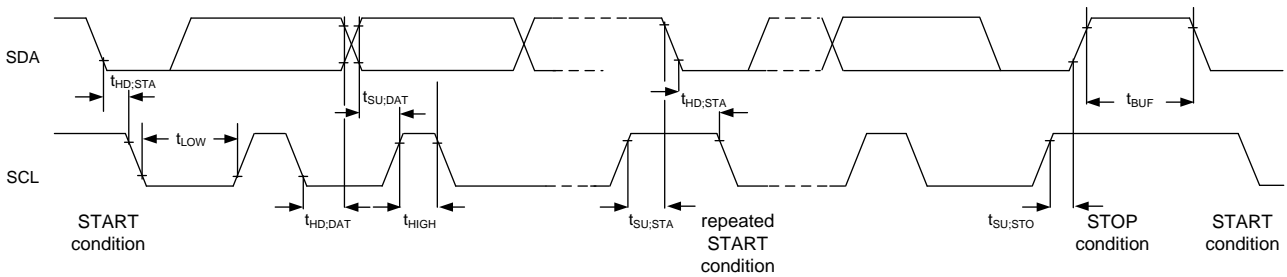 SDA
tHD;STA
tSU;DAT
tHD;STA
tBUF
tLOW
SCL
tHD;DAT
tHIGH
tSU;STA
tSU;STO
START
condition
repeated
START
condition
STOP
condition
START
condition